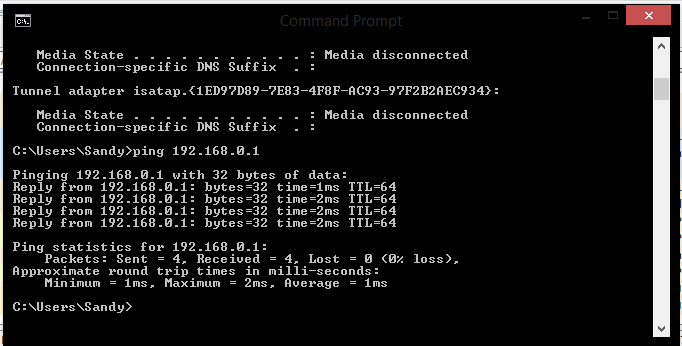 Command Prompt
C:\.
Media State . . . . . . . . . . . : Media disconnected
Connection-specific DNS Suffix  . :
Tunnel adapter isatap.{1ED97D89-7E83-4F8F-AC93-97F2B2AEC934}:
Media State . . . . . . . . . . . : Media disconnected
Connection-specific DNS Suffix  . :
C:\Users\Sandy>ping 192.168.0.1
Pinging 192.168.0.1 with 32 bytes of data:
Reply from 192.168.0.1: bytes=32 time=1ms TTL=64
Reply from 192.168.0.1: bytes=32 time=2ms TTL=64
Reply from 192.168.0.1: bytes=32 time=2ms TTL=64
Reply from 192.168.0.1: bytes=32 time=2ms TTL=64
Ping statistics for 192.168.0.1:
Packets: Sent = 4, Received = 4, Lost = 0 (0% loss),
Approximate round trip times in milli-seconds:
Minimum = 1ms, Maximum = 2ms, Average = 1ms
C:\Users\Sandy>